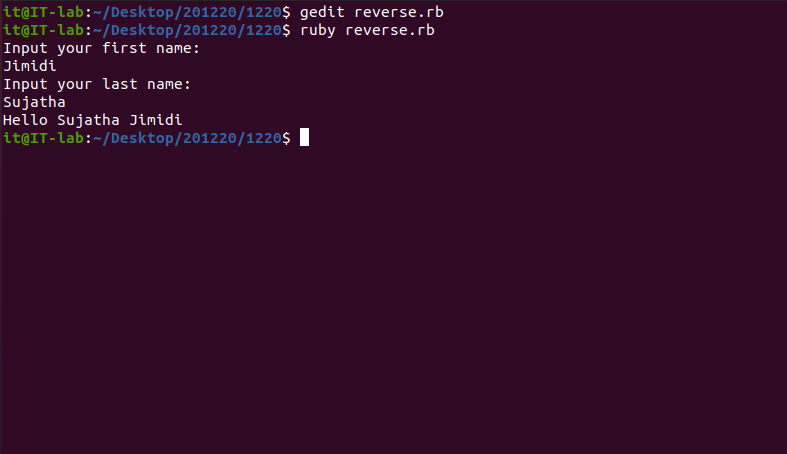 it@IT-lab:~/Desktop/201220/1220$ gedit reverse.rb
it@IT-lab:~/Desktop/201220/1220$ ruby reverse.rb
Input your first name:
Jimidi
Input your last name:
Sujatha
Hello Sujatha Jimidi
it@IT-lab:~/Desktop/201220/1220$